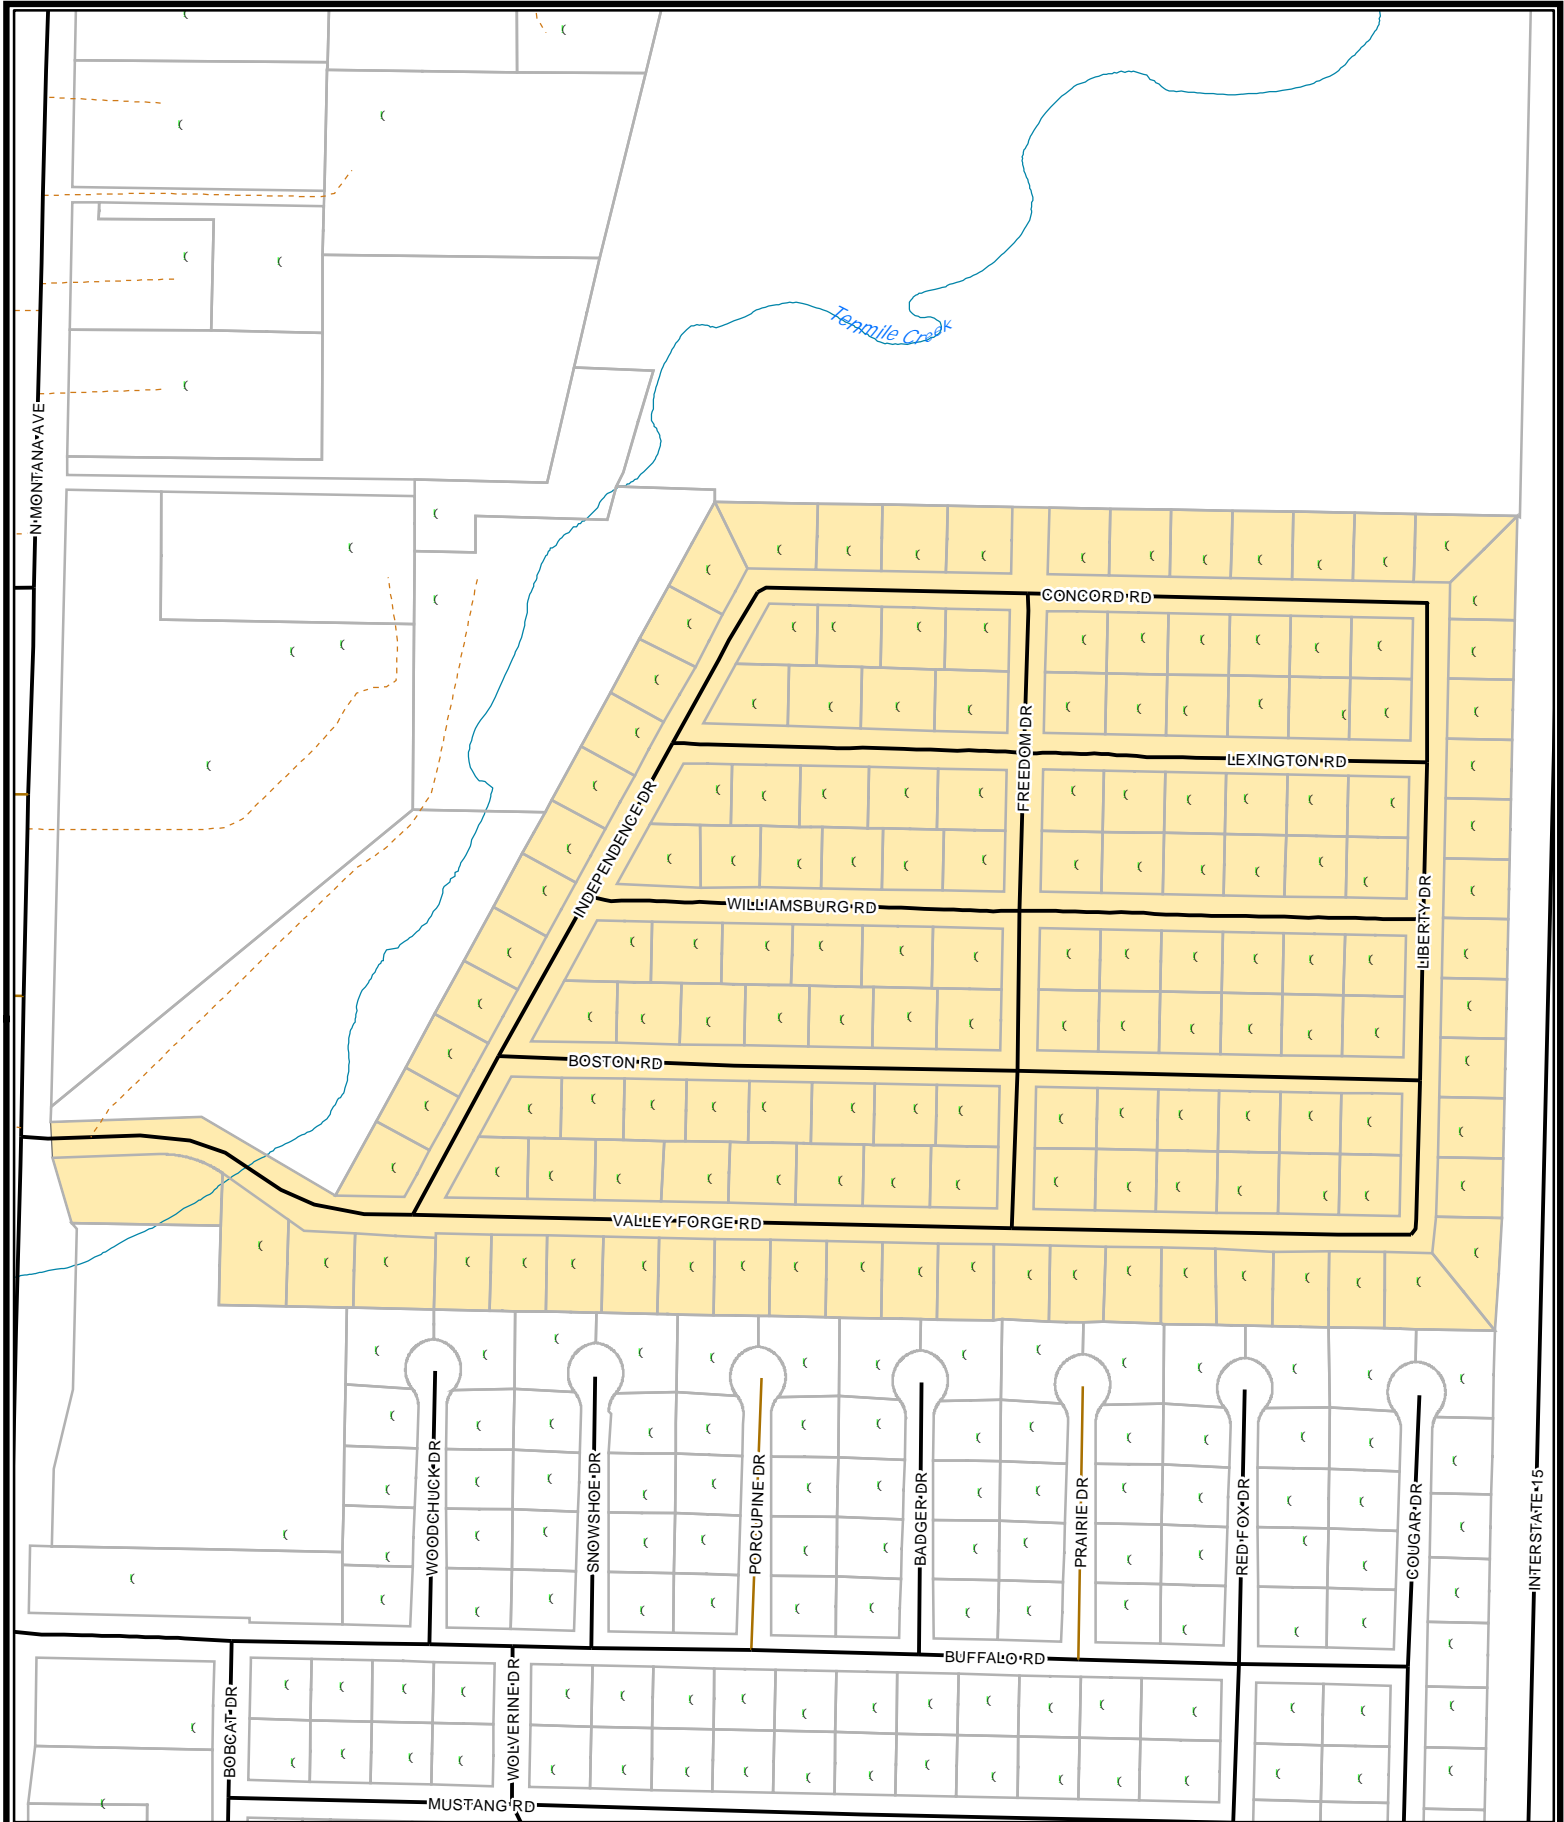 Tenmile Creek
N MONTANA AVE
CONCORD RD
FREEDOM DR
LEXINGTON RD
INDEPENDENCE DR
WILLIAMSBURG RD
LIBERTY DR
BOSTON RD
VALLEY FORGE RD
WOODCHUCK DR
SNOWSHOE DR
PORCUPINE DR
BADGER DR
PRAIRIE DR
RED FOX DR
COUGAR DR
INTERSTATE 15
BUFFALO RD
BOBCAT DR
WOLVERINE DR
MUSTANG RD